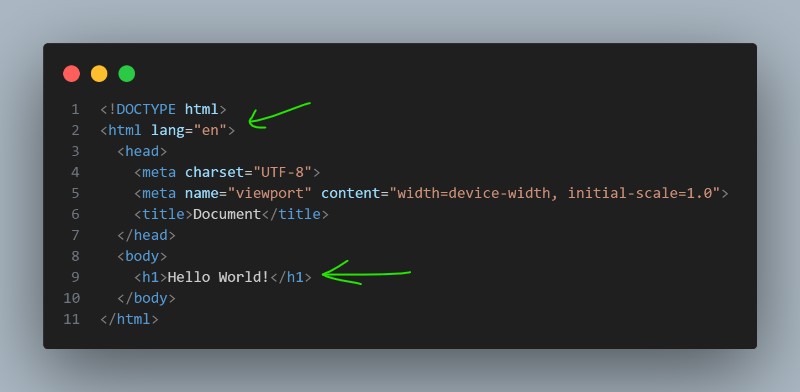 1 <!DOCTYPE html>
2 <html lang="en">
3   <head>
4     <meta charset="UTF-8">
5     <meta name="viewport" content="width=device-width, initial-scale=1.0">
6     <title>Document</title>
7   </head>
8   <body>
9     <h1>Hello World!</h1>
10   </body>
11 </html>